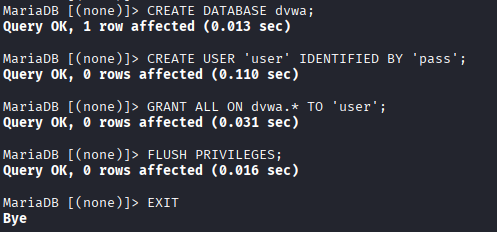 MariaDB [(none)]> CREATE DATABASE dvwa;
Query OK, 1 row affected (0.013 sec)
MariaDB [(none)]> CREATE USER 'user' IDENTIFIED BY 'pass';
Query OK, 0 rows affected (0.110 sec)
MariaDB [(none)]> GRANT ALL ON dvwa.* TO 'user';
Query OK, 0 rows affected (0.031 sec)
MariaDB [(none)]> FLUSH PRIVILEGES;
Query OK, 0 rows affected (0.016 sec)
MariaDB [(none)]> EXIT
Bye